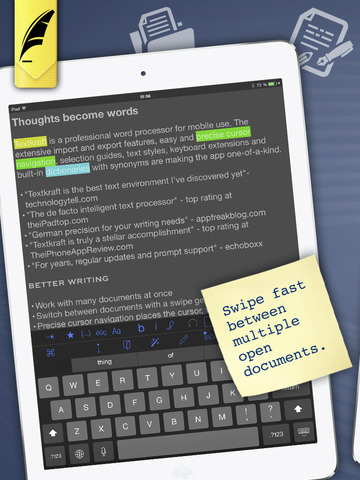 iPad
10:06
72 %
Thoughts become words
Textkraft is a professional word processor for mobile use. The
extensive import and export features, easy and precise cursor
navigation, selection guides, text styles, keyboard extensions and
built-in dictionaries with synonyms are making the app one-of-a-kind.
• "Textkraft is the best text environment I've discovered yet"-
technologytell.com
• "The de facto intelligent text processor" - top rating at
theiPadtop.com
• "German precision for your writing needs" - appfreakblog.com
• "Textkraft is truly a stellar accomplishment" - top rating at
ThePhoneAppReview.com
• "For years, regular updates and prompt support" - echoboxx
BETTER WRITING
• Work with many documents at once
• Switch between documents with a swipe ge
• Precise cursor navigation places the cursor.
Aa b i
thing of
Q W E R T Y U
A S D F G H J K
Z X C V B N M ! ?
, .
.?123 .?123
Swipe fast
between
multiple
open
documents.